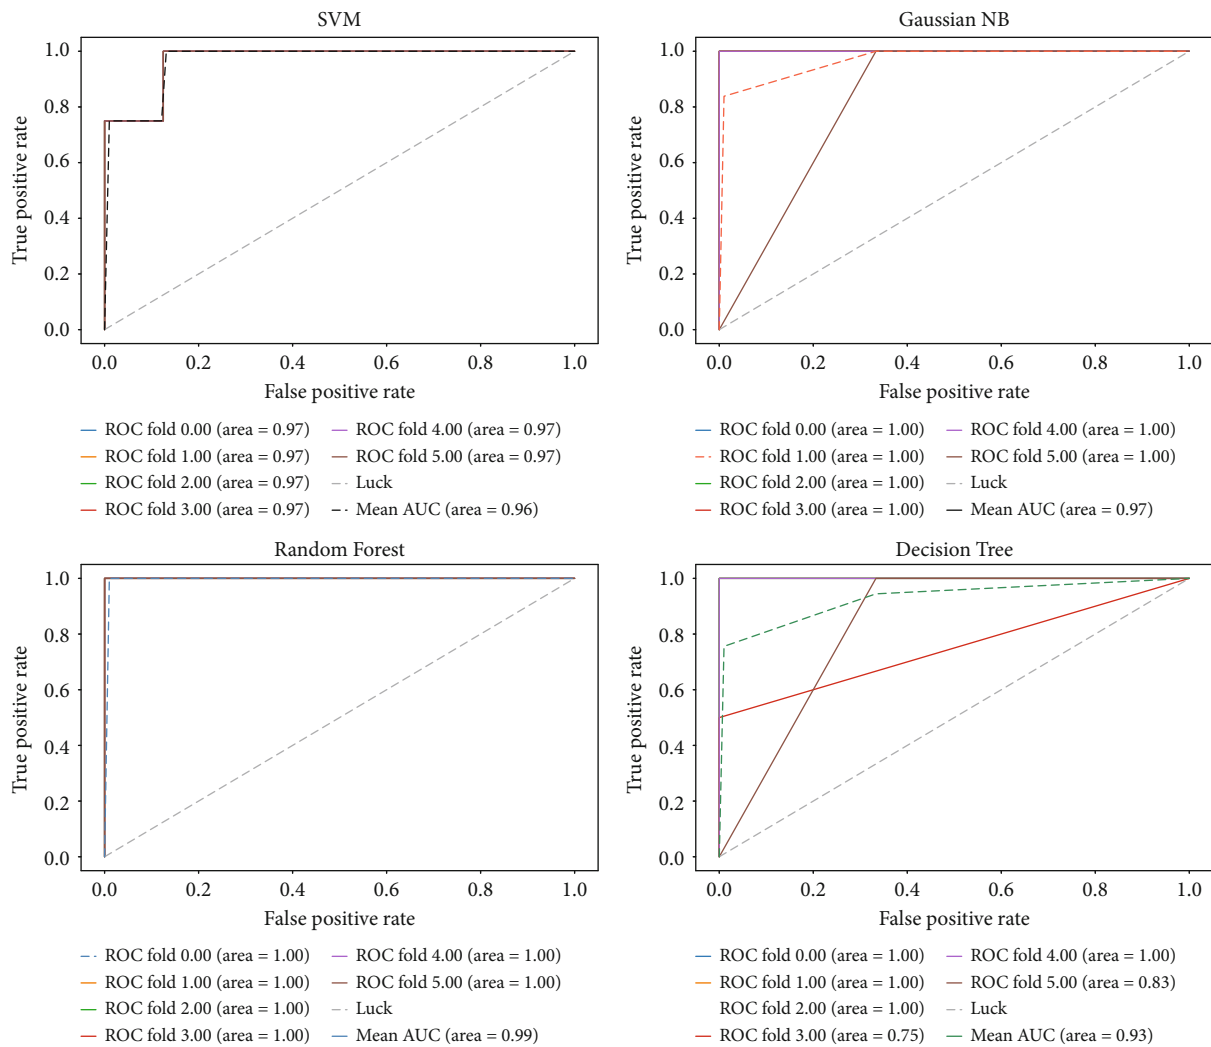 SVM
1.0
0.8
0.6
0.4
0.2
0.0
True positive rate
0.0 0.2 0.4 0.6 0.8 1.0
False positive rate
ROC fold 0.00 (area = 0.97) ROC fold 4.00 (area = 0.97)
ROC fold 1.00 (area = 0.97) ROC fold 5.00 (area = 0.97)
ROC fold 2.00 (area = 0.97) Luck
ROC fold 3.00 (area = 0.97) Mean AUC (area = 0.96)
Gaussian NB
1.0
0.8
0.6
0.4
0.2
0.0
True positive rate
0.0 0.2 0.4 0.6 0.8 1.0
False positive rate
ROC fold 0.00 (area = 1.00) ROC fold 4.00 (area = 1.00)
ROC fold 1.00 (area = 1.00) ROC fold 5.00 (area = 1.00)
ROC fold 2.00 (area = 1.00) Luck
ROC fold 3.00 (area = 1.00) Mean AUC (area = 0.97)
Random Forest
1.0
0.8
0.6
0.4
0.2
0.0
True positive rate
0.0 0.2 0.4 0.6 0.8 1.0
False positive rate
ROC fold 0.00 (area = 1.00) ROC fold 4.00 (area = 1.00)
ROC fold 1.00 (area = 1.00) ROC fold 5.00 (area = 1.00)
ROC fold 2.00 (area = 1.00) Luck
ROC fold 3.00 (area = 1.00) Mean AUC (area = 0.99)
Decision Tree
1.0
0.8
0.6
0.4
0.2
0.0
True positive rate
0.0 0.2 0.4 0.6 0.8 1.0
False positive rate
ROC fold 0.00 (area = 1.00) ROC fold 4.00 (area = 1.00)
ROC fold 1.00 (area = 1.00) ROC fold 5.00 (area = 0.83)
ROC fold 2.00 (area = 1.00) Luck
ROC fold 3.00 (area = 0.75) Mean AUC (area = 0.93)